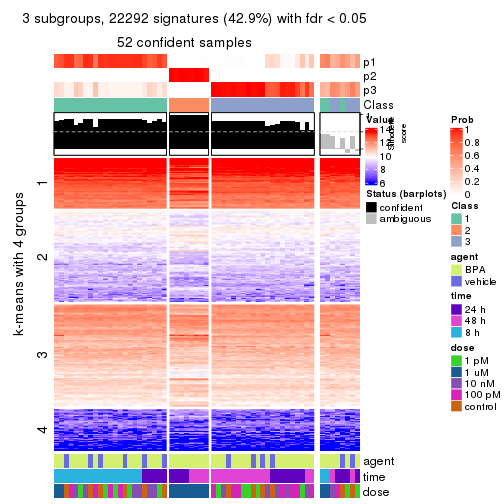 3 subgroups, 22292 signatures (42.9%) with fdr < 0.05
52 confident samples
p1
p2
p3
Class
Silhouette
score
k-means with 4 groups
1
2
3
4
agent
time
dose
Value
14
12
10
8
6
Status (barplots)
confident
ambiguous
Prob
1
0.8
0.6
0.4
0.2
0
Class
1
2
3
agent
BPA
vehicle
time
24 h
48 h
8 h
dose
1 pM
1 uM
10 nM
100 pM
control